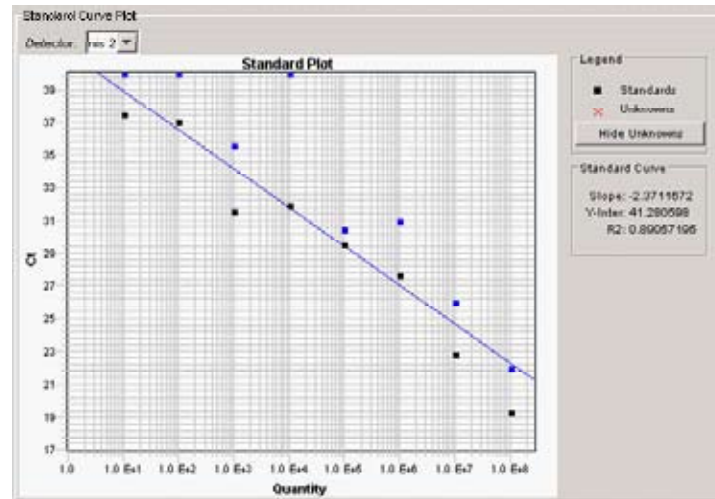 Standard Curve Plot
Detector: nis 2
Standard Plot
39
37
35
33
31
29
27
25
23
21
19
17
Ct
1.0
1.0 E+1
1.0 E+2
1.0 E+3
1.0 E+4
1.0 E+5
1.0 E+6
1.0 E+7
1.0 E+8
Quantity
Legend
Standards
Unknowns
Hide Unknowns
Standard Curve
Slope: -2.3711672
Y-Inter: 41.280598
R2: 0.89057195